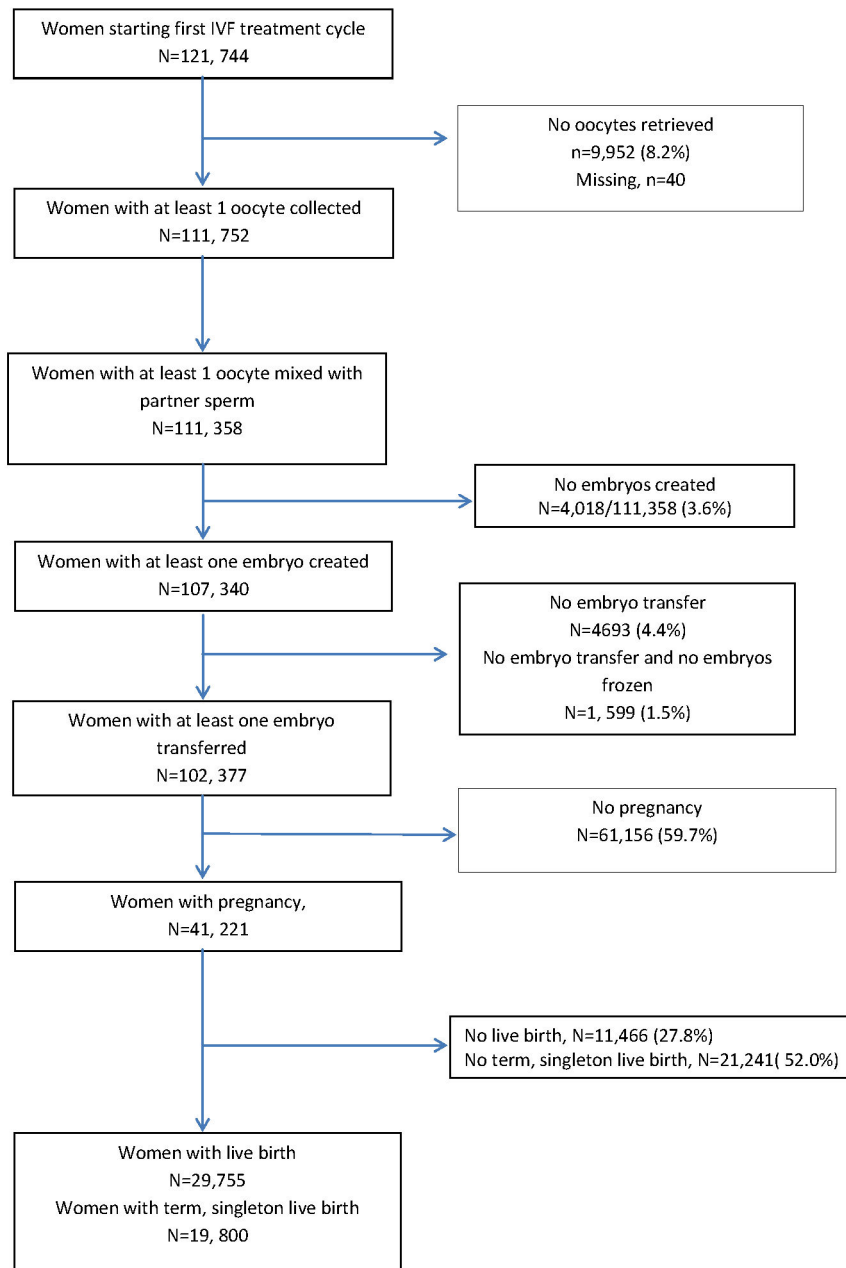 Women starting first IVF treatment cycle
N=121, 744
No oocytes retrieved
n=9,952 (8.2%)
Missing, n=40
Women with at least 1 oocyte collected
N=111, 752
Women with at least 1 oocyte mixed with
partner sperm
N=111, 358
No embryos created
N=4,018/111,358 (3.6%)
Women with at least one embryo created
N=107, 340
No embryo transfer
N=4693 (4.4%)
No embryo transfer and no embryos
frozen
N=1, 599 (1.5%)
Women with at least one embryo
transferred
N=102, 377
No pregnancy
N=61,156 (59.7%)
Women with pregnancy,
N=41, 221
No live birth, N=11,466 (27.8%)
No term, singleton live birth, N=21,241( 52.0%)
Women with live birth
N=29,755
Women with term, singleton live birth
N=19, 800